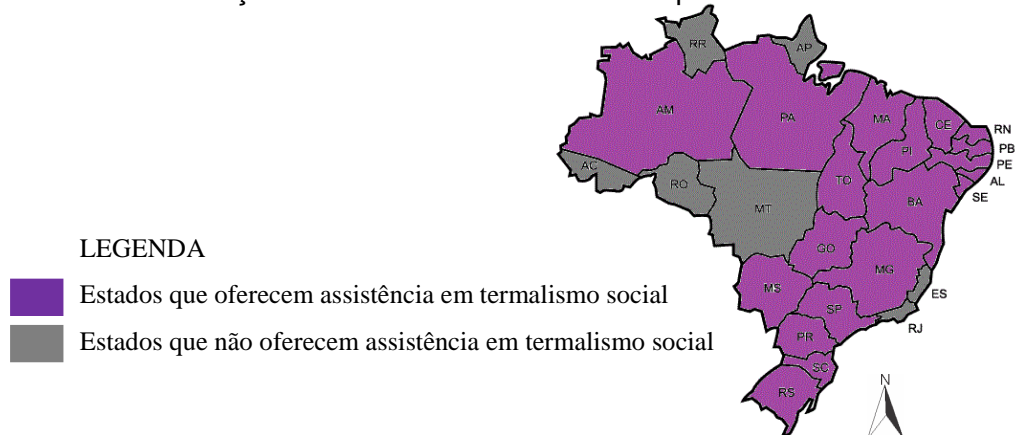 RR
AP
AM
PA
MA
CE
RN
PB
PE
AL
SE
PI
AC
RO
TO
BA
MT
GO
MG
ES
MS
SP
RJ
PR
SC
RS
N
LEGENDA
Estados que oferecem assistência em termalismo social
Estados que não oferecem assistência em termalismo social